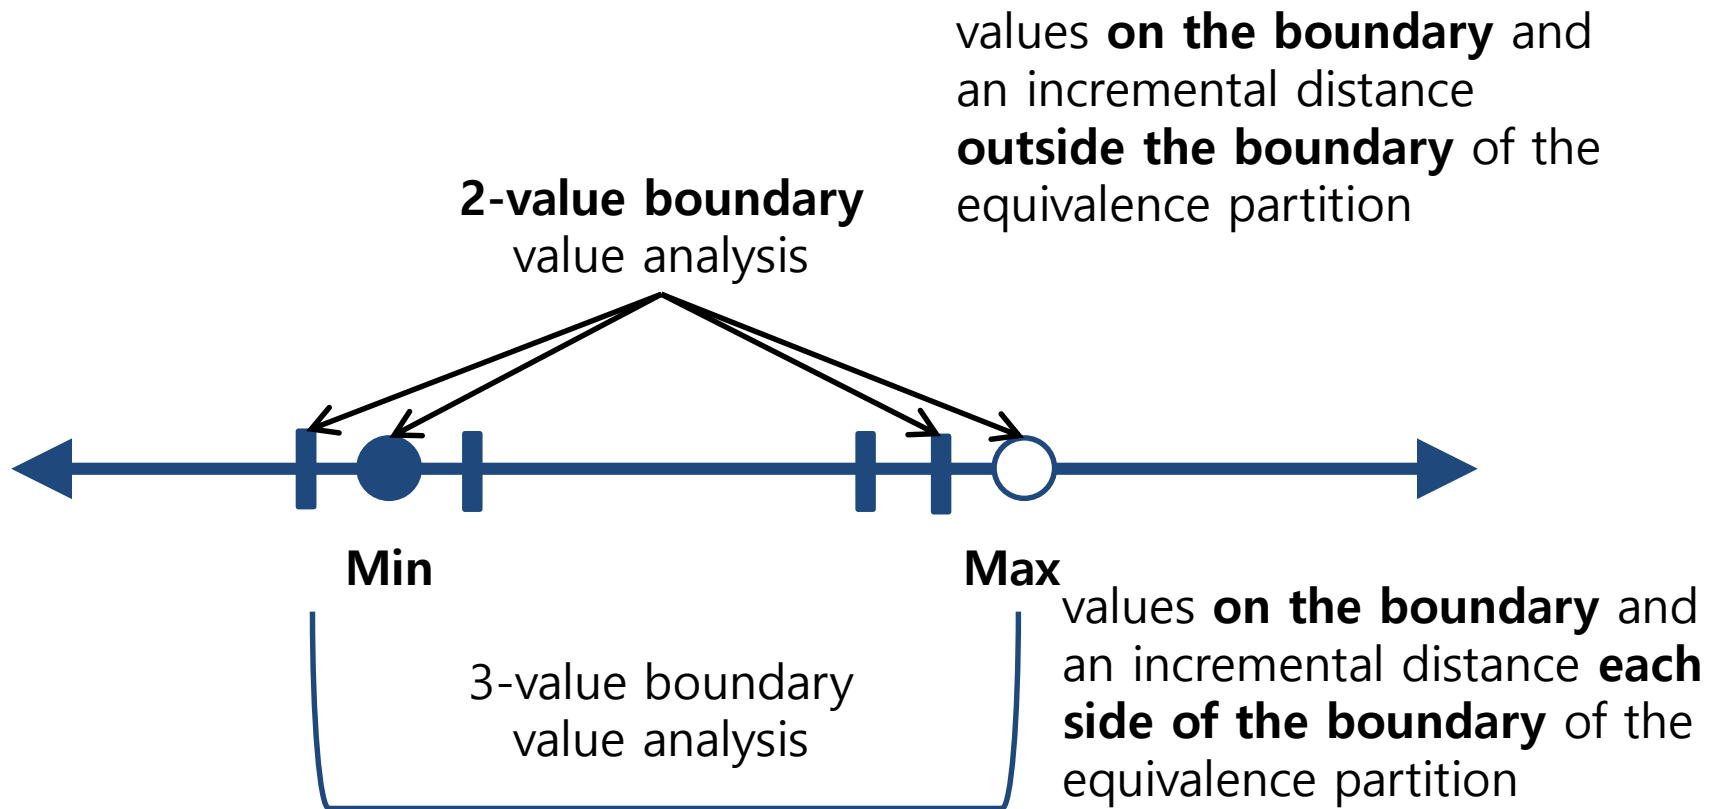 values on the boundary and
an incremental distance
outside the boundary of the
equivalence partition
2-value boundary
value analysis
Min
Max
values on the boundary and
an incremental distance each
side of the boundary of the
equivalence partition
3-value boundary
value analysis